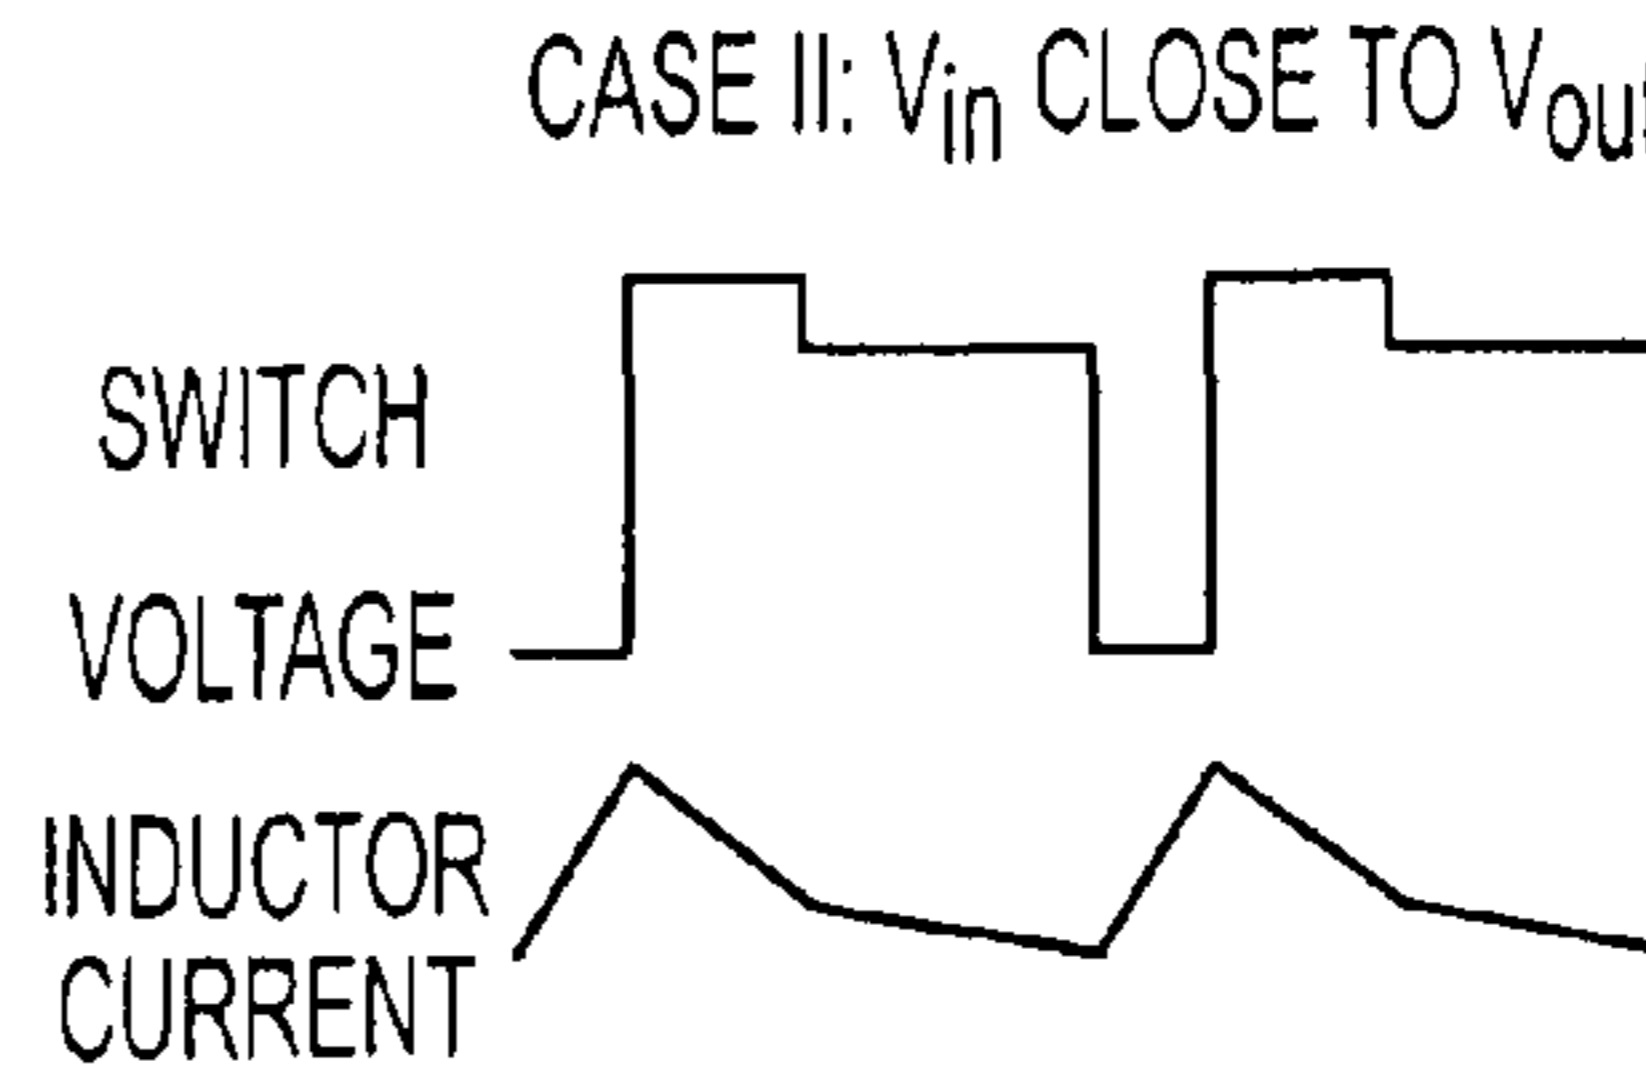 CASE II: Vin CLOSE TO Vout
SWITCH
VOLTAGE
INDUCTOR
CURRENT